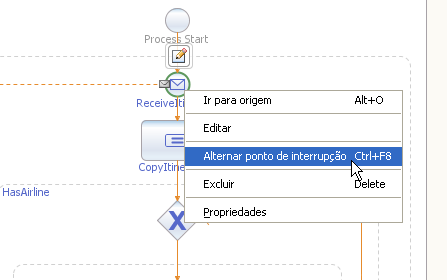 Process Start
ReceiveIti
Ir para origem Alt+O
Editar
Alternar ponto de interrupção Ctrl+F8
CopyItine
Excluir Delete
HasAirline
Propriedades